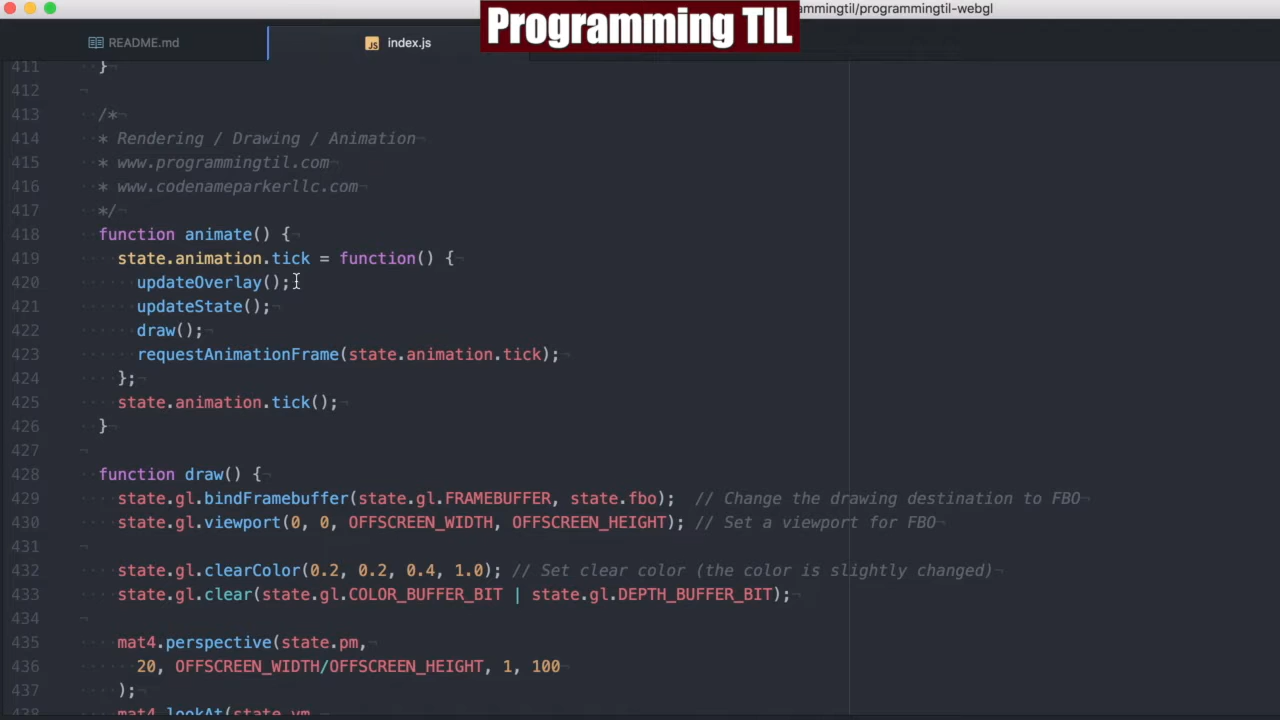 Programming TIL
mmingtil/programmingtil-webgl
README.md
JS index.js
411 }
412
413 /*
414 * Rendering / Drawing / Animation
415 * www.programmingtil.com
416 * www.codenameparkerllc.com
417 */
418 function animate() {
419 state.animation.tick = function() {
420 updateOverlay();
421 updateState();
422 draw();
423 requestAnimationFrame(state.animation.tick);
424 };
425 state.animation.tick();
426 }
427
428 function draw() {
429 state.gl.bindFramebuffer(state.gl.FRAMEBUFFER, state.fbo); // Change the drawing destination to FBO
430 state.gl.viewport(0, 0, OFFSCREEN_WIDTH, OFFSCREEN_HEIGHT); // Set a viewport for FBO
431
432 state.gl.clearColor(0.2, 0.2, 0.4, 1.0); // Set clear color (the color is slightly changed)
433 state.gl.clear(state.gl.COLOR_BUFFER_BIT | state.gl.DEPTH_BUFFER_BIT);
434
435 mat4.perspective(state.pm,
436 20, OFFSCREEN_WIDTH/OFFSCREEN_HEIGHT, 1, 100
437 );
438 mat4.lookAt(state.vm,